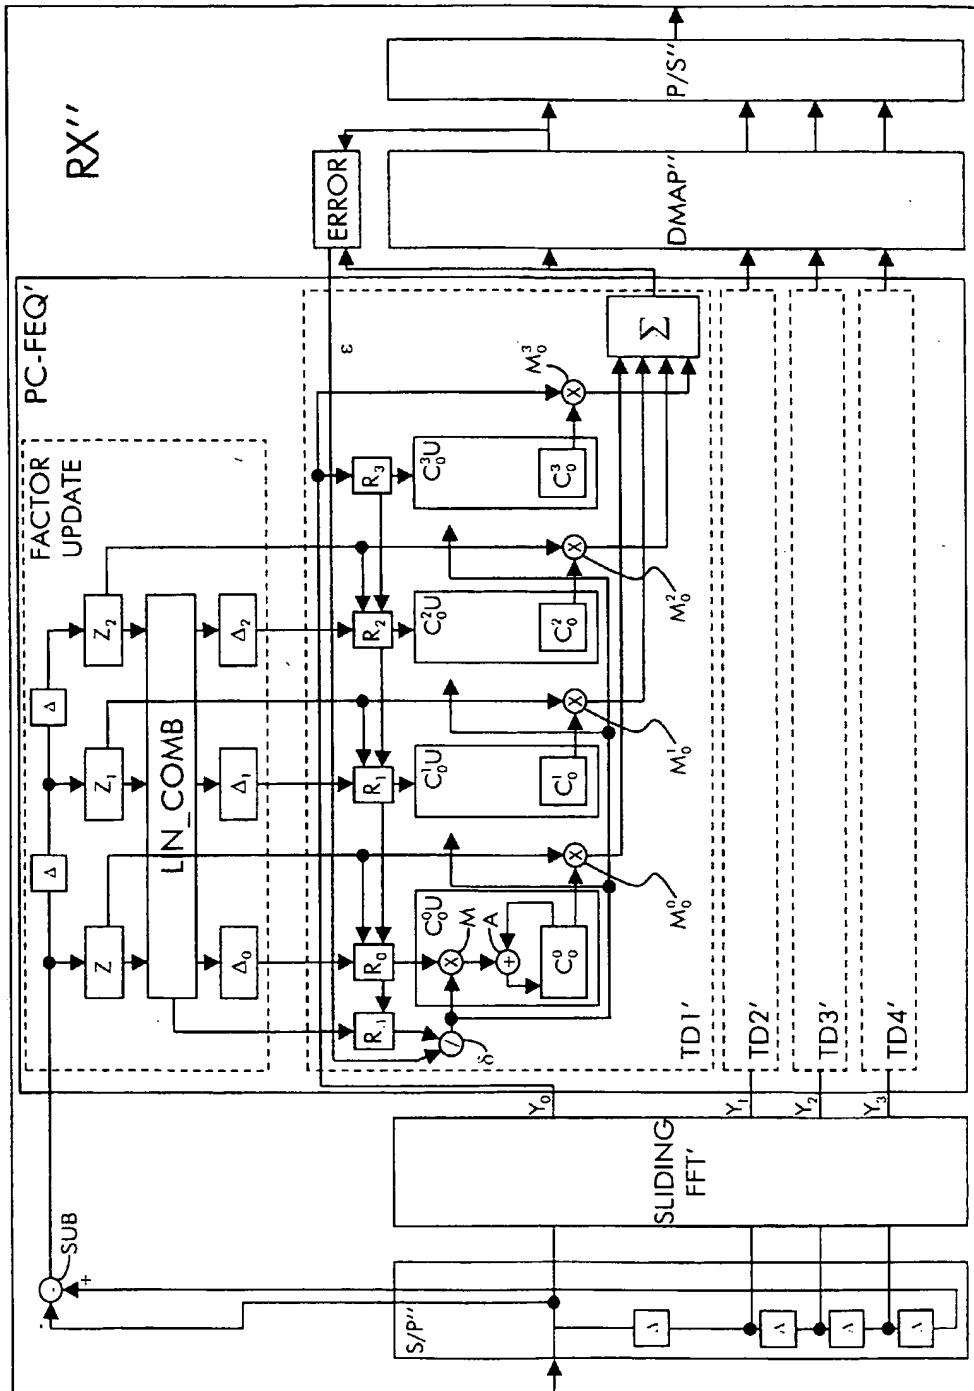 -
+
SUB
Δ
Δ
PC-FEQ'
FACTOR
UPDATE
RX''
Z
Z₁
Z₂
LIN_COMB
Δ₀
Δ₁
Δ₂
ERROR
ε
R₋₁
R₀
R₁
R₂
R₃
/
δ
C₀⁰U
C₀¹U
C₀²U
C₀³U
X
M
+
A
C₀⁰
C₀¹
C₀²
C₀³
X
X
X
X
M₀⁰
M₀¹
M₀²
M₀³
Σ
S/P''
SLIDING
FFT'
Y₀
Y₁
Y₂
Y₃
TD1'
TD2'
TD3'
TD4'
DMAP''
P/S''
Δ
Δ
Δ
Δ